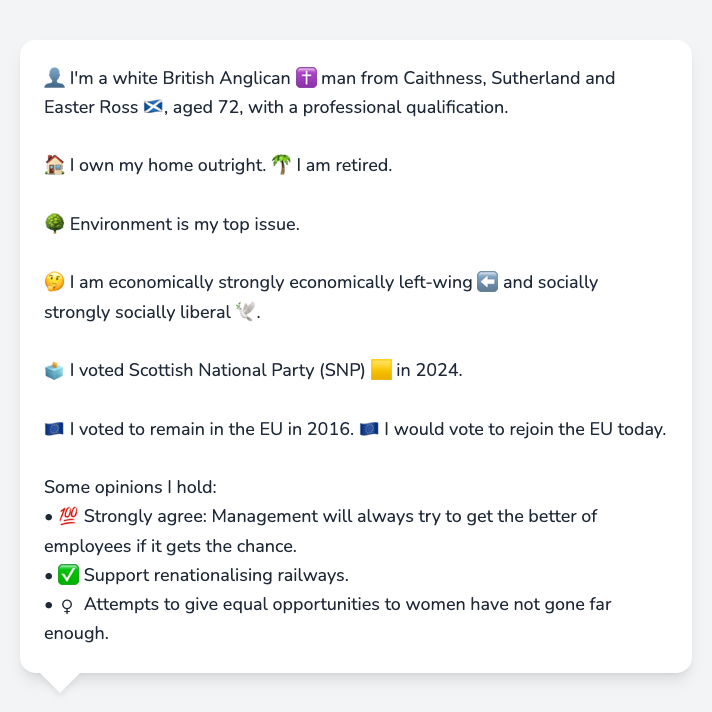 👤 I'm a white British Anglican ✝️ man from Caithness, Sutherland and
Easter Ross 🏴󠁧󠁢󠁳󠁣󠁴󠁿, aged 72, with a professional qualification.
🏠 I own my home outright. 🌴 I am retired.
🌳 Environment is my top issue.
🤔 I am economically strongly economically left-wing ⬅️ and socially
strongly socially liberal 🕊️.
🗳️ I voted Scottish National Party (SNP) 🟨 in 2024.
🇪🇺 I voted to remain in the EU in 2016. 🇪🇺 I would vote to rejoin the EU today.
Some opinions I hold:
• 💯 Strongly agree: Management will always try to get the better of
employees if it gets the chance.
• ✅ Support renationalising railways.
• ♀ Attempts to give equal opportunities to women have not gone far
enough.